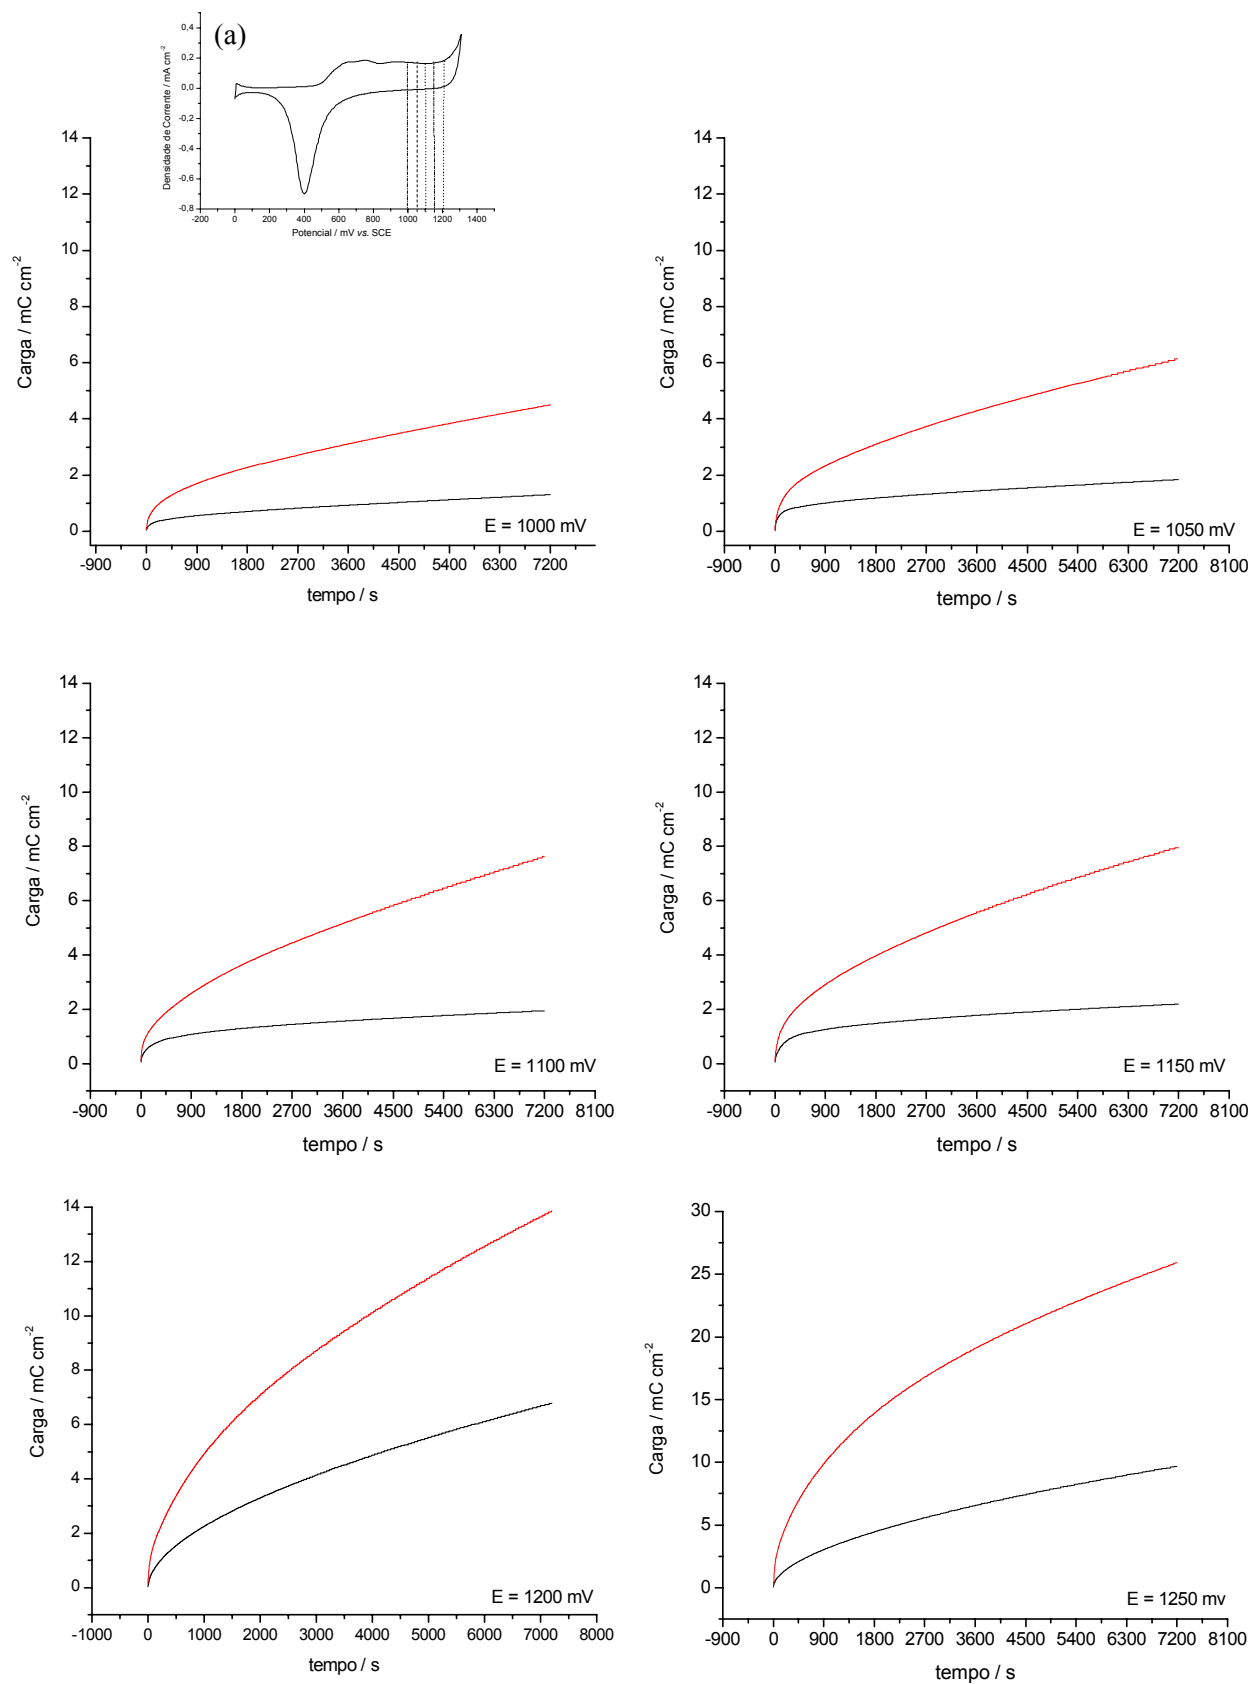 (a)
0,4
0,2
0,0
-0,2
-0,4
-0,6
-0,8
Densidade de Corrente / mA cm-2
-200 0 200 400 600 800 1000 1200 1400
Potencial / mV vs. SCE
14
12
10
8
6
4
2
0
Carga / mC cm-2
E = 1000 mV
-900 0 900 1800 2700 3600 4500 5400 6300 7200
tempo / s
14
12
10
8
6
4
2
0
Carga / mC cm-2
E = 1050 mV
-900 0 900 1800 2700 3600 4500 5400 6300 7200 8100
tempo / s
14
12
10
8
6
4
2
0
Carga / mC cm-2
E = 1100 mV
-900 0 900 1800 2700 3600 4500 5400 6300 7200 8100
tempo / s
14
12
10
8
6
4
2
0
Carga / mC cm-2
E = 1150 mV
-900 0 900 1800 2700 3600 4500 5400 6300 7200 8100
tempo / s
14
12
10
8
6
4
2
0
Carga / mC cm-2
E = 1200 mV
-1000 0 1000 2000 3000 4000 5000 6000 7000 8000
tempo / s
30
25
20
15
10
5
0
Carga / mC cm-2
E = 1250 mv
-900 0 900 1800 2700 3600 4500 5400 6300 7200 8100
tempo / s